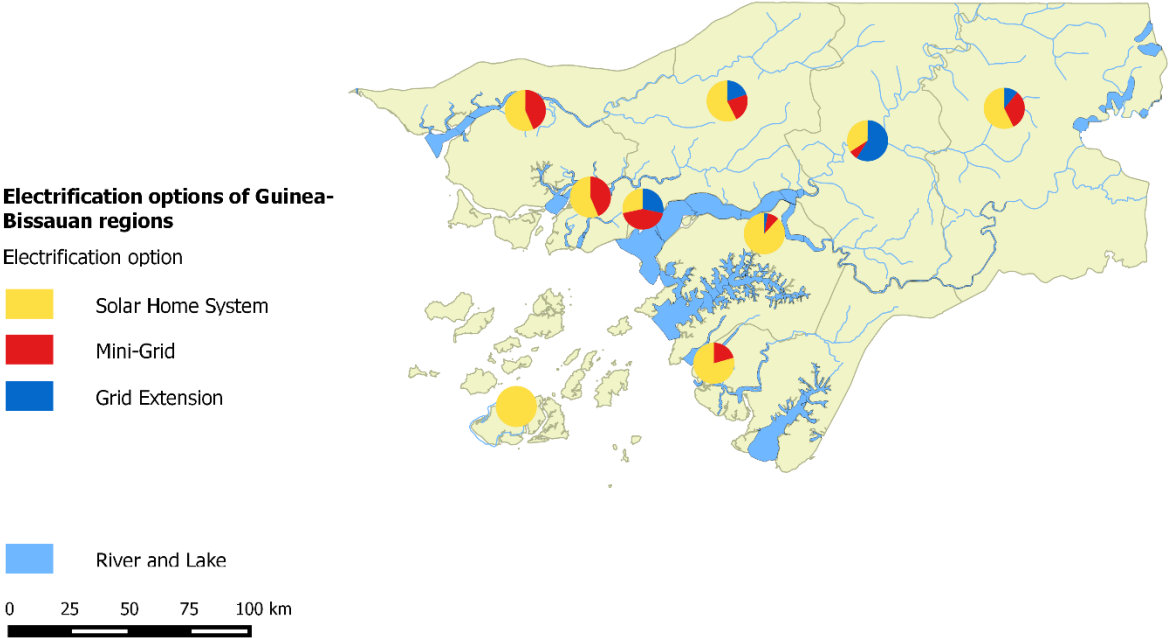 Electrification options of Guinea-
Bissauan regions
Electrification option
Solar Home System
Mini-Grid
Grid Extension
River and Lake
0 25 50 75 100 km